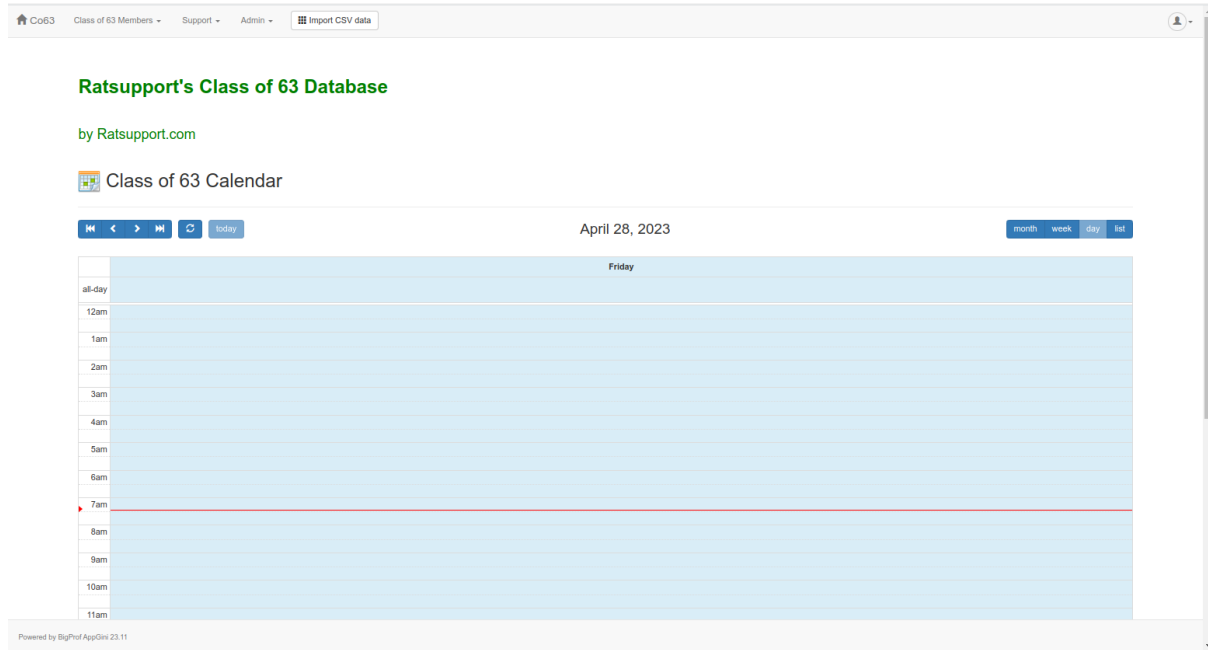 Co63 Class of 63 Members Support Admin Import CSV data
Ratsupport's Class of 63 Database
by Ratsupport.com
Class of 63 Calendar
today April 28, 2023 month week day list
Friday
all-day
12am
1am
2am
3am
4am
5am
6am
7am
8am
9am
10am
11am
Powered by BigProf AppGini 23.11